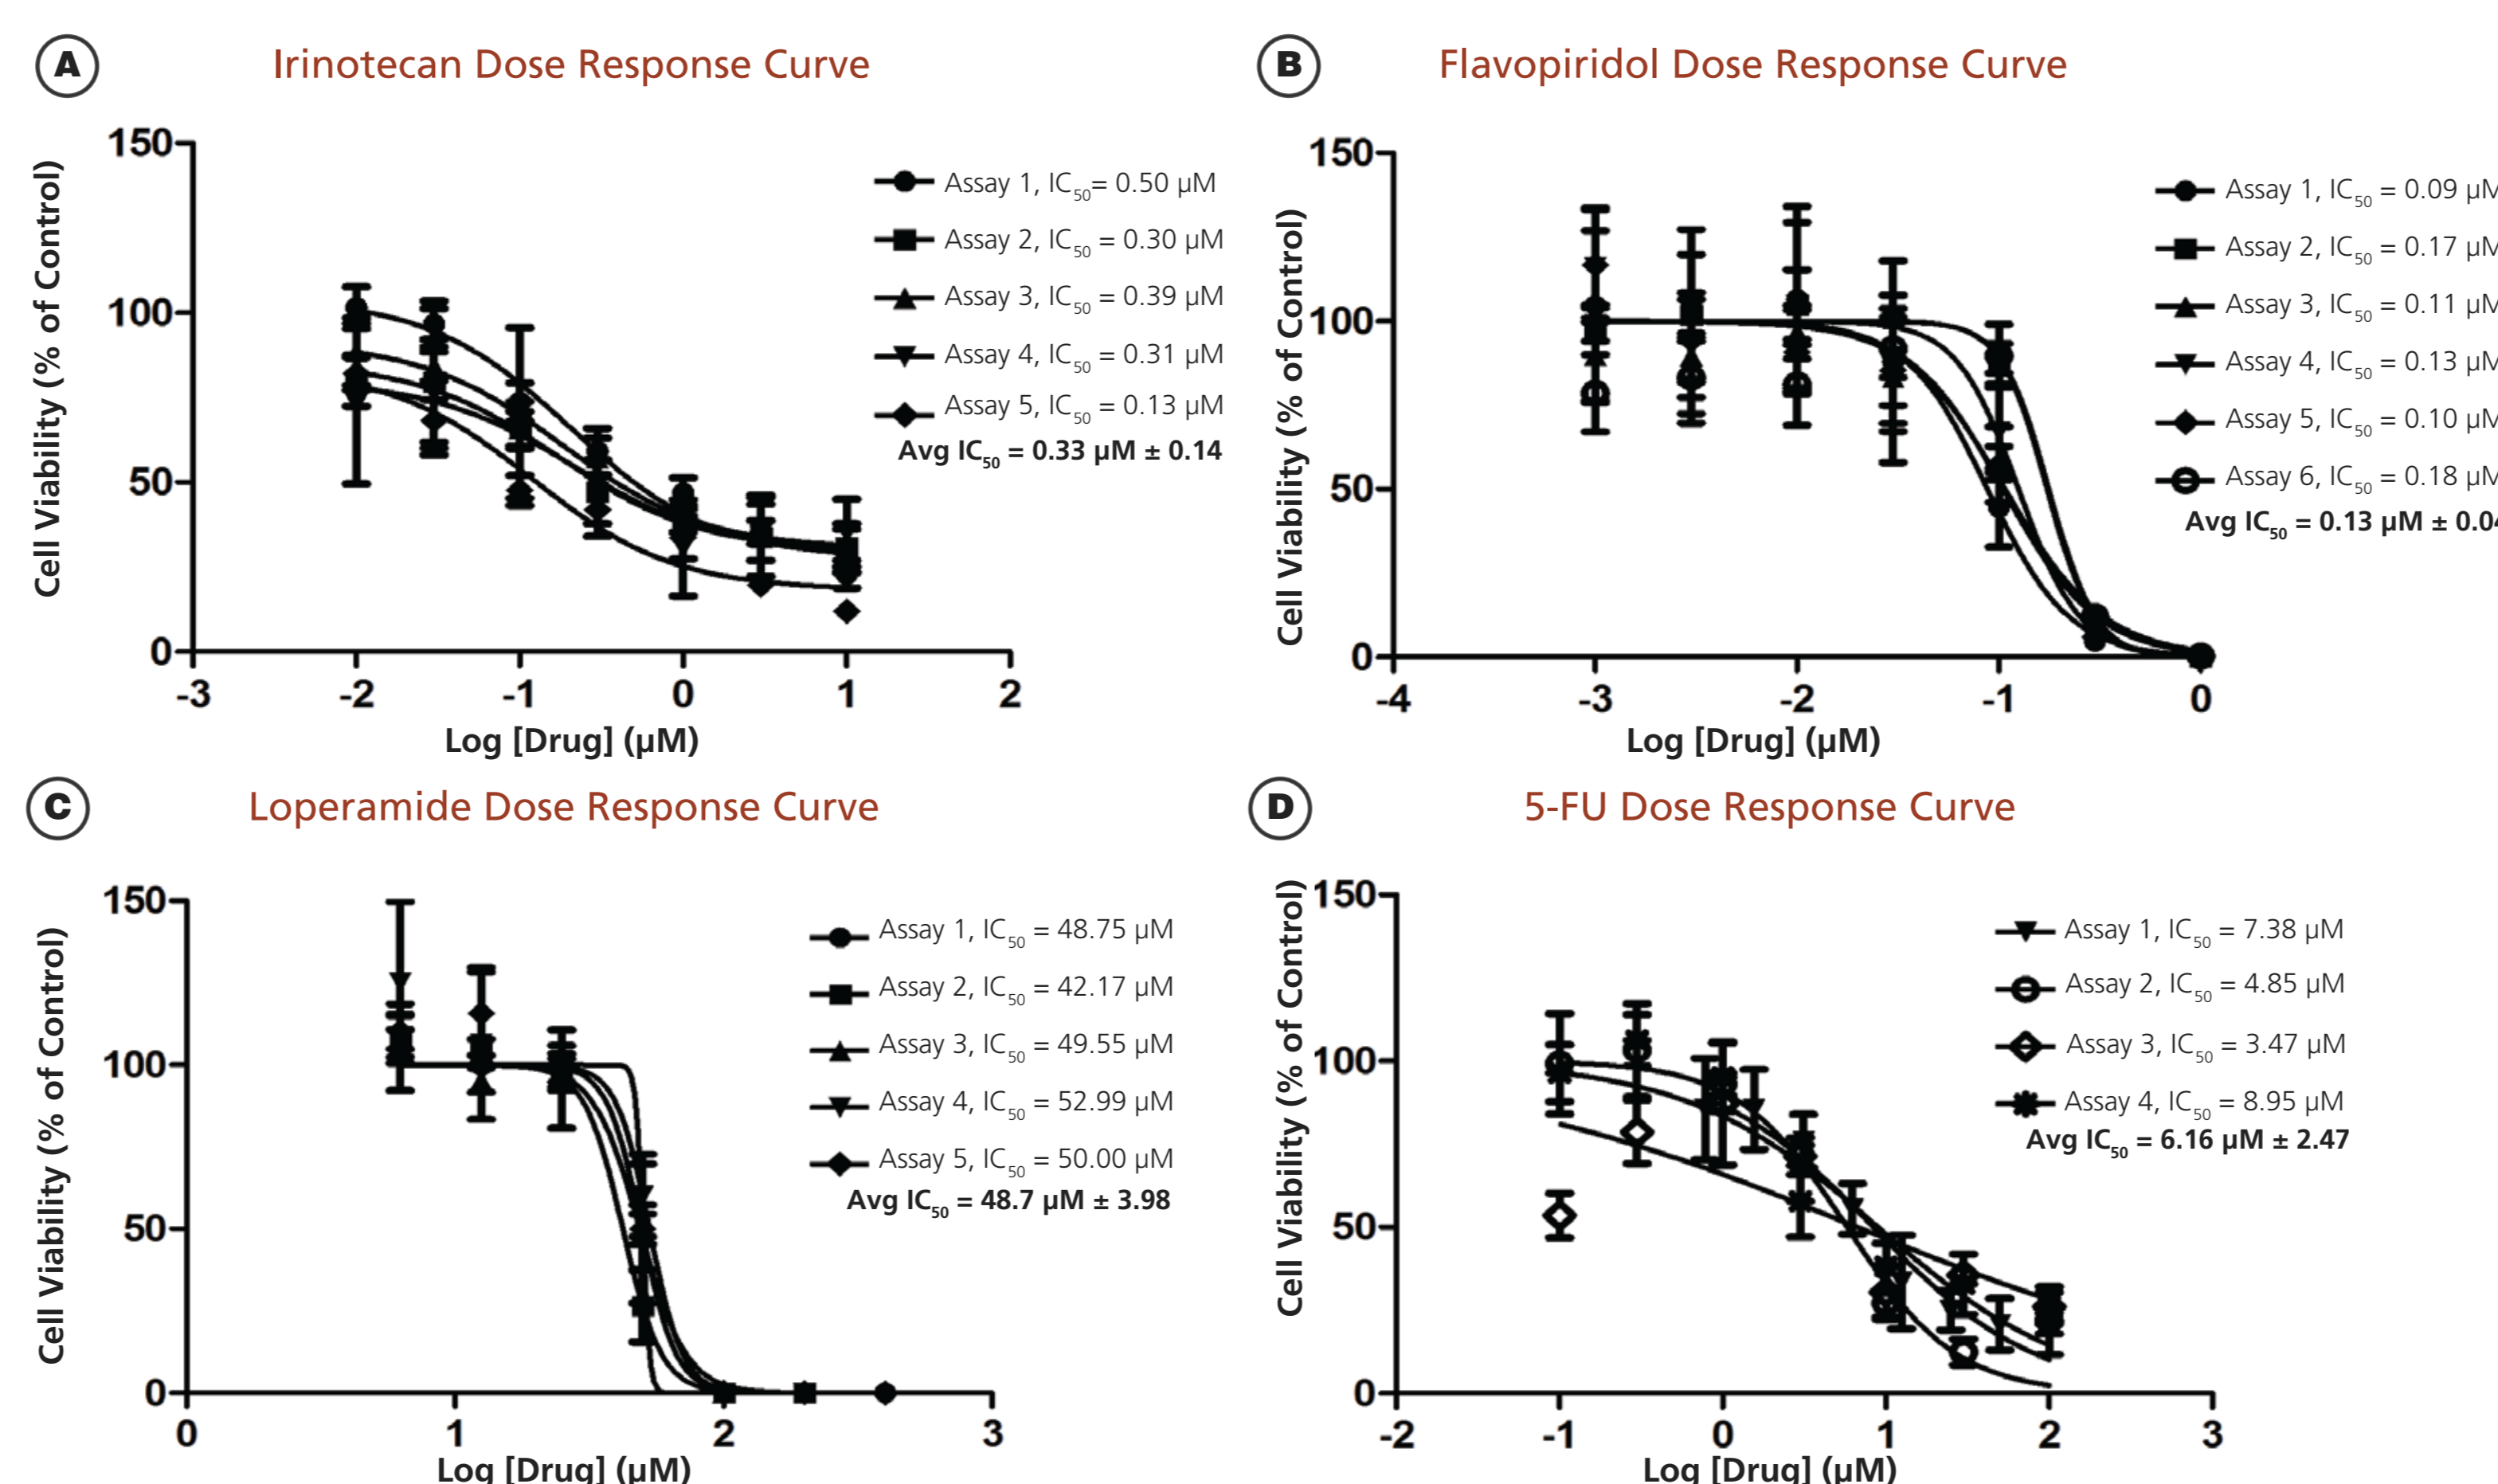 A
Irinotecan Dose Response Curve
Cell Viability (% of Control)
150
100
50
0
-3 -2 -1 0 1 2
Log [Drug] (µM)
Assay 1, IC50= 0.50 µM
Assay 2, IC50 = 0.30 µM
Assay 3, IC50 = 0.39 µM
Assay 4, IC50 = 0.31 µM
Assay 5, IC50 = 0.13 µM
Avg IC50 = 0.33 µM ± 0.14
B
Flavopiridol Dose Response Curve
Cell Viability (% of Control)
150
100
50
0
-4 -3 -2 -1 0
Log [Drug] (µM)
Assay 1, IC50 = 0.09 µM
Assay 2, IC50 = 0.17 µM
Assay 3, IC50 = 0.11 µM
Assay 4, IC50 = 0.13 µM
Assay 5, IC50 = 0.10 µM
Assay 6, IC50 = 0.18 µM
Avg IC50 = 0.13 µM ± 0.04
C
Loperamide Dose Response Curve
Cell Viability (% of Control)
150
100
50
0
0 1 2 3
Log [Drug] (µM)
Assay 1, IC50 = 48.75 µM
Assay 2, IC50 = 42.17 µM
Assay 3, IC50 = 49.55 µM
Assay 4, IC50 = 52.99 µM
Assay 5, IC50 = 50.00 µM
Avg IC50 = 48.7 µM ± 3.98
D
5-FU Dose Response Curve
Cell Viability (% of Control)
150
100
50
0
-2 -1 0 1 2 3
Log [Drug] (µM)
Assay 1, IC50 = 7.38 µM
Assay 2, IC50 = 4.85 µM
Assay 3, IC50 = 3.47 µM
Assay 4, IC50 = 8.95 µM
Avg IC50 = 6.16 µM ± 2.47